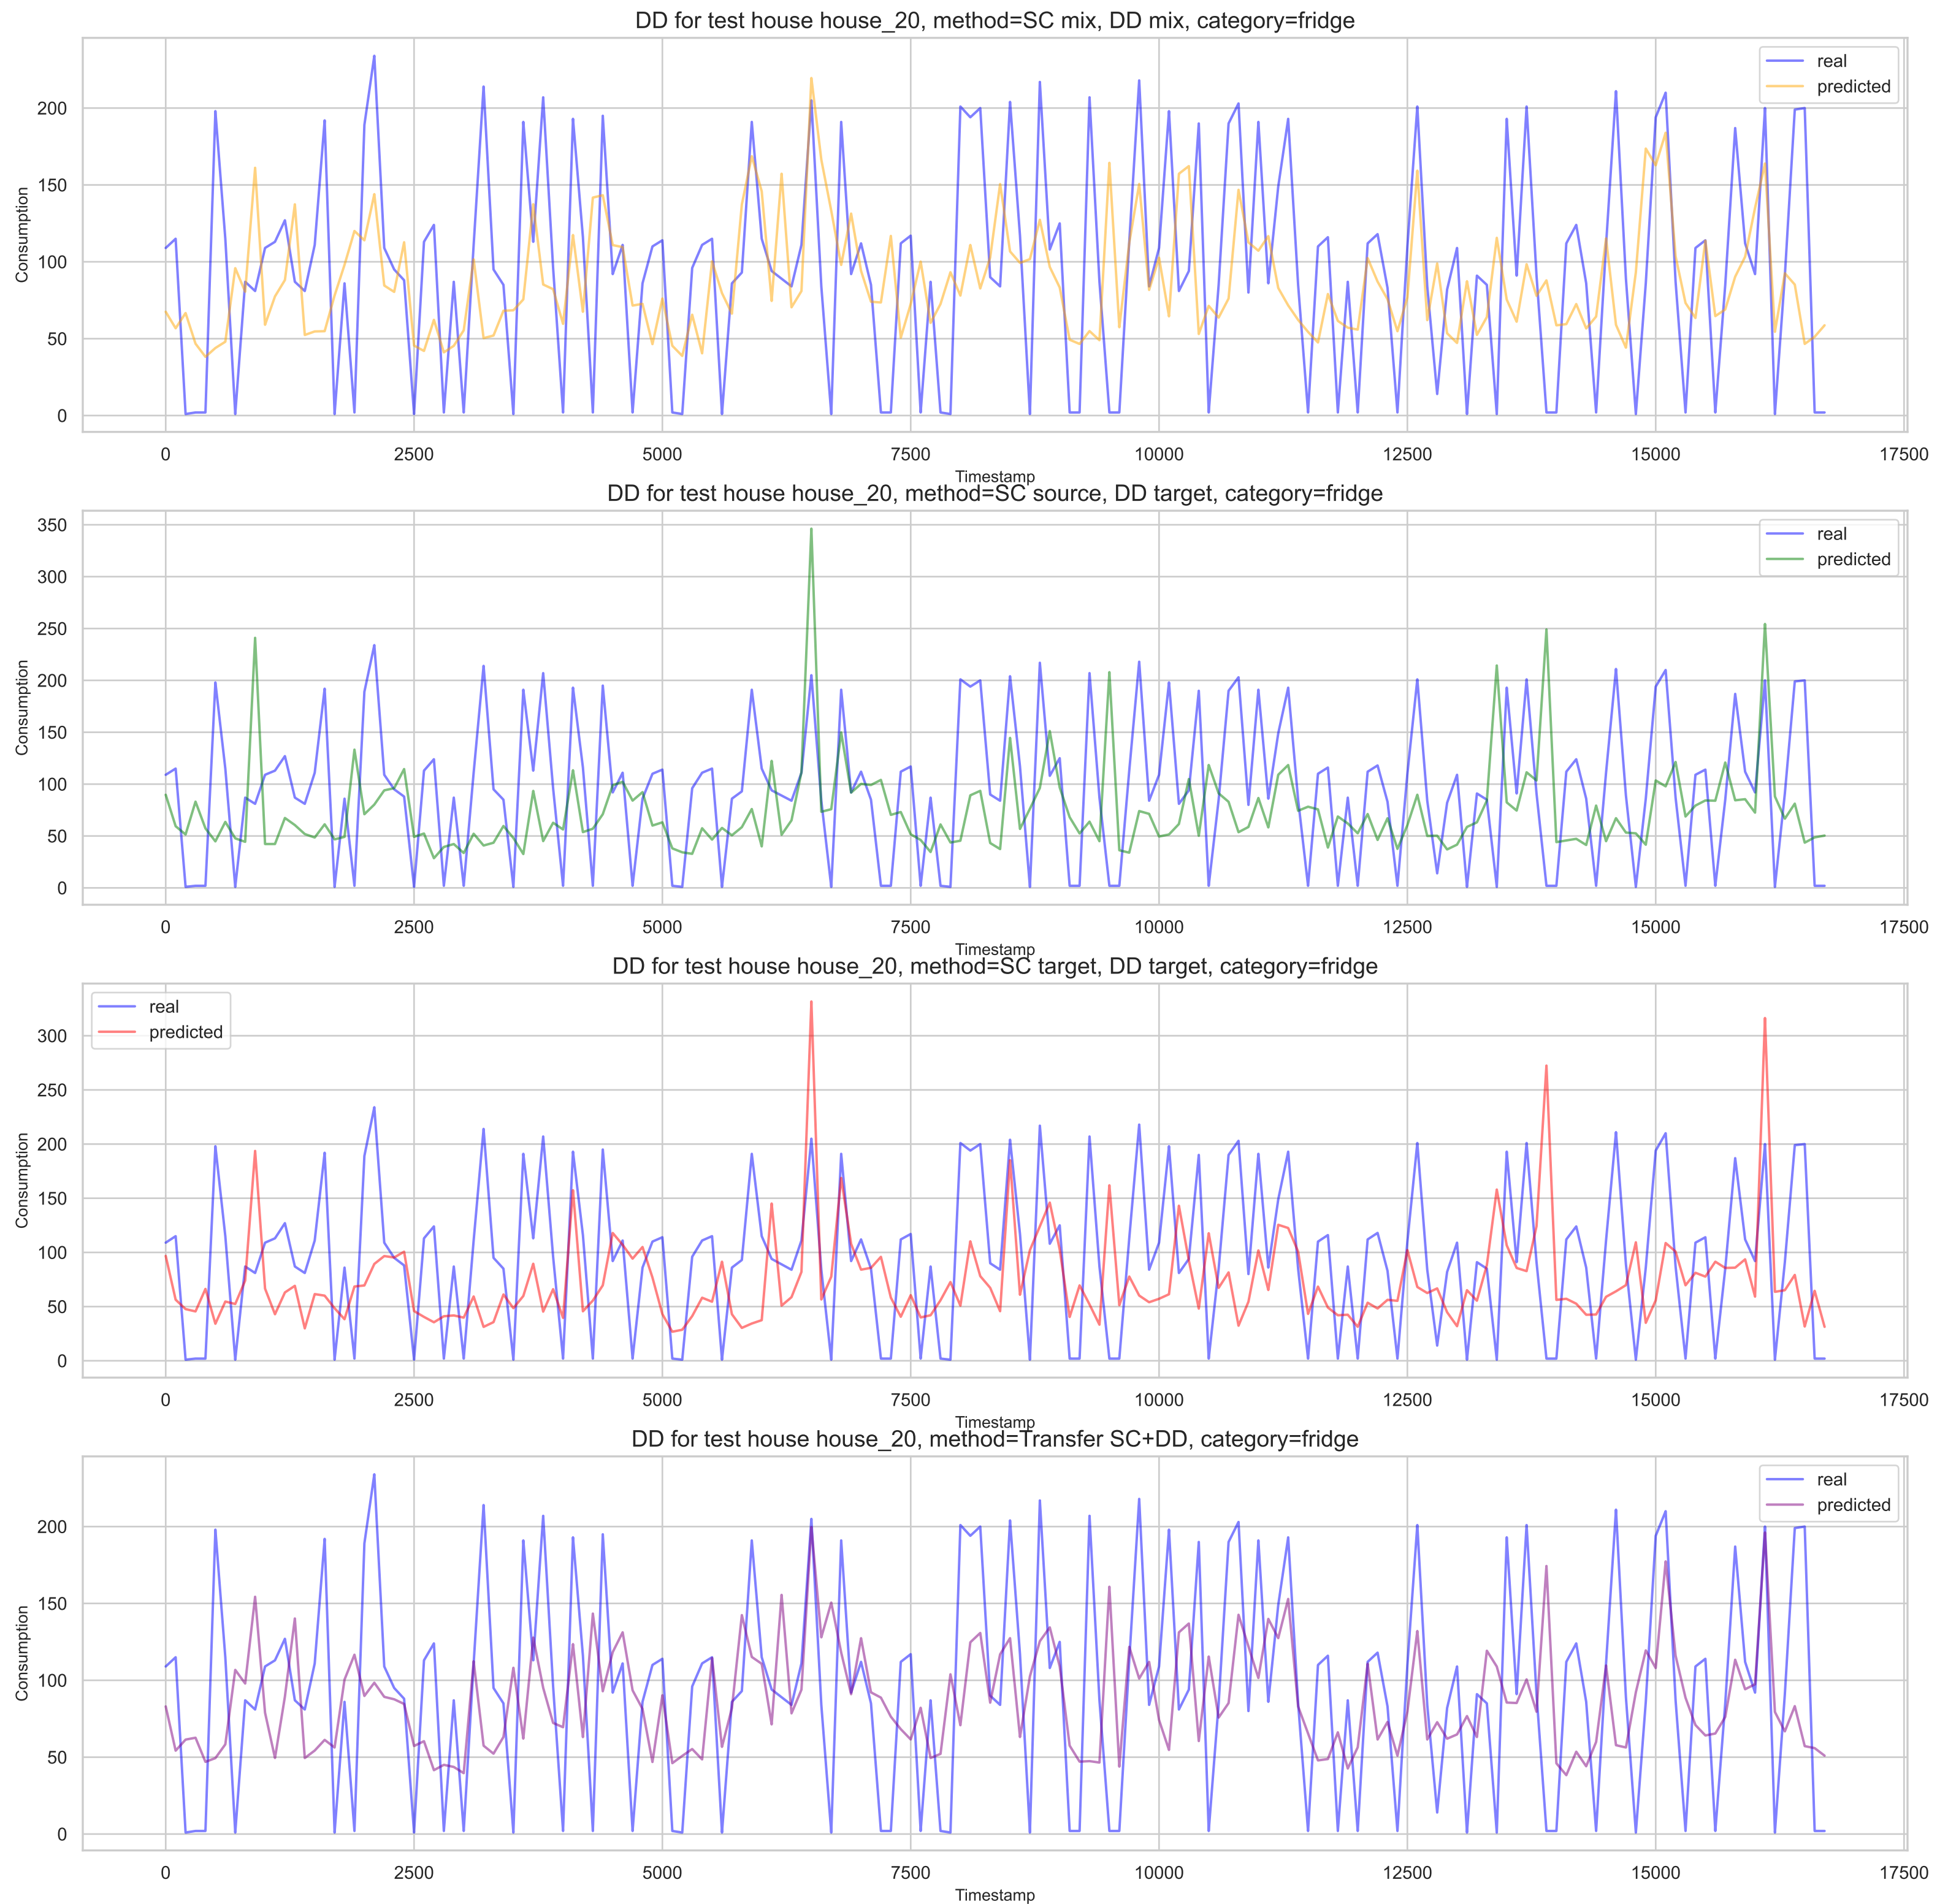 DD for test house house_20, method=SC mix, DD mix, category=fridge
real
predicted
Consumption
200
150
100
50
0
0 2500 5000 7500 10000 12500 15000 17500
Timestamp
DD for test house house_20, method=SC source, DD target, category=fridge
real
predicted
Consumption
350
300
250
200
150
100
50
0
0 2500 5000 7500 10000 12500 15000 17500
Timestamp
DD for test house house_20, method=SC target, DD target, category=fridge
real
predicted
Consumption
300
250
200
150
100
50
0
0 2500 5000 7500 10000 12500 15000 17500
Timestamp
DD for test house house_20, method=Transfer SC+DD, category=fridge
real
predicted
Consumption
200
150
100
50
0
0 2500 5000 7500 10000 12500 15000 17500
Timestamp